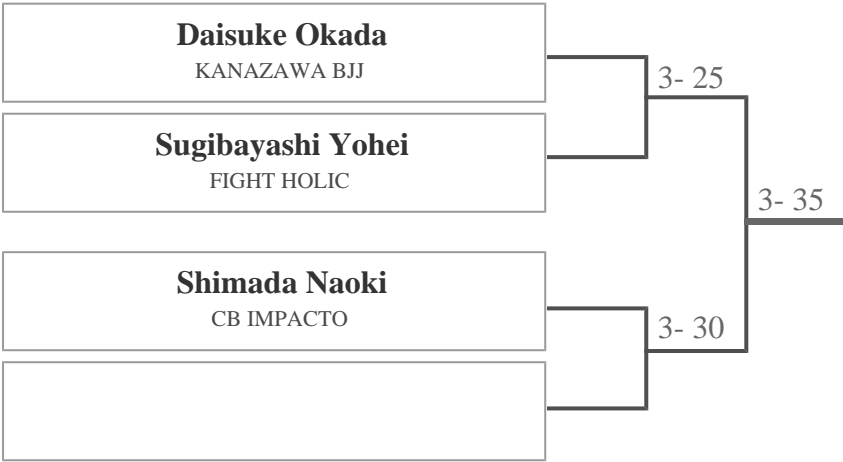 Daisuke Okada
KANAZAWA BJJ
3- 25
Sugibayashi Yohei
FIGHT HOLIC
3- 35
Shimada Naoki
CB IMPACTO
3- 30